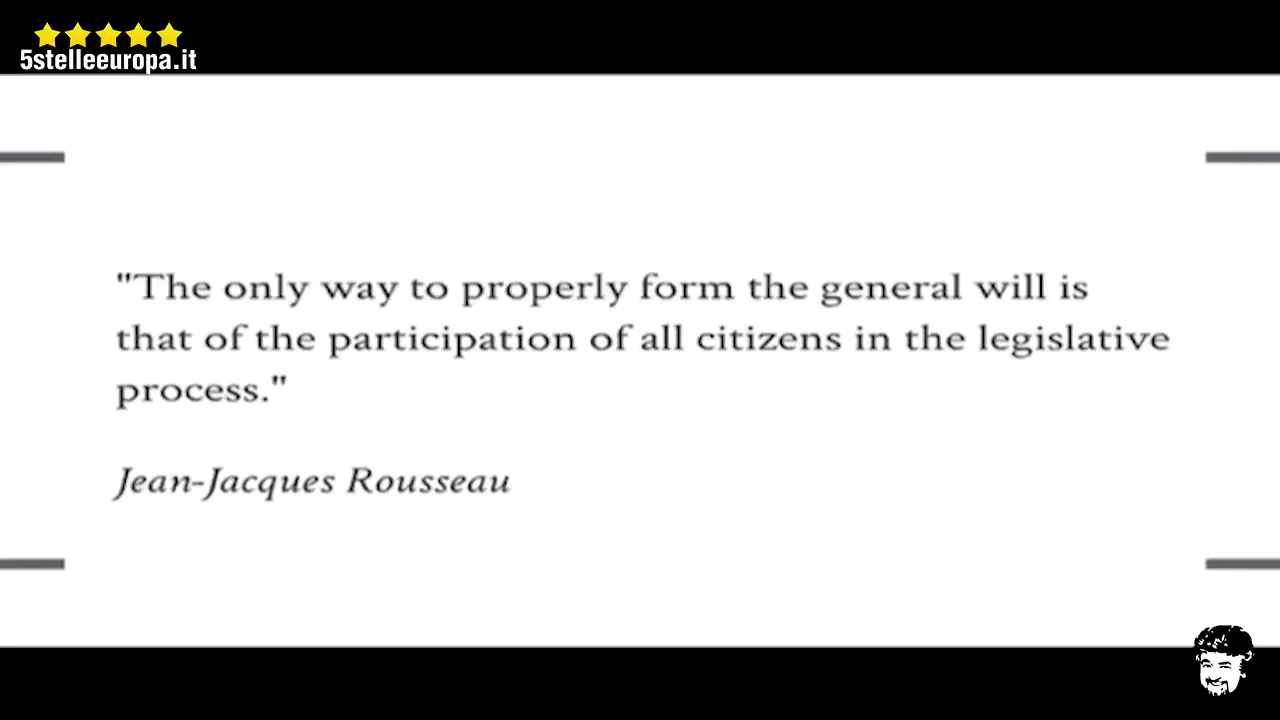 5stelleeuropa.it
"The only way to properly form the general will is
that of the participation of all citizens in the legislative
process."
Jean-Jacques Rousseau